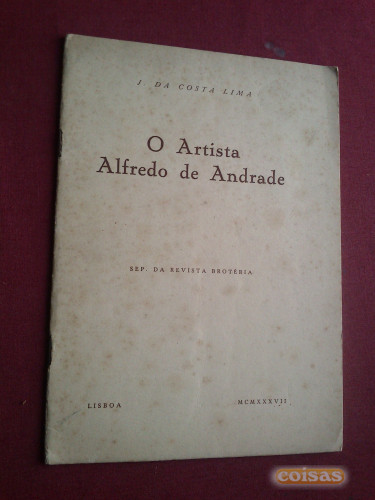 J. DA COSTA LIMA
O Artista
Alfredo de Andrade
SEP. DA REVISTA BROTÉRIA
LISBOA
MCMXXXVII
coisas